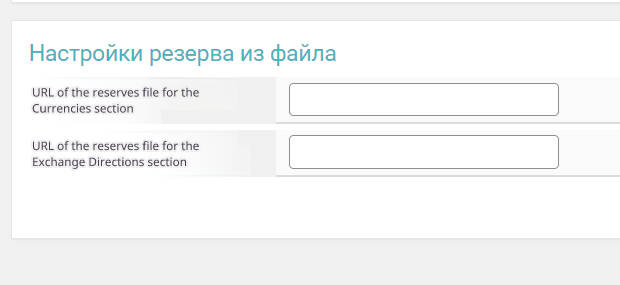 Настройки резерва из файла
URL of the reserves file for the
Currencies section
URL of the reserves file for the
Exchange Directions section